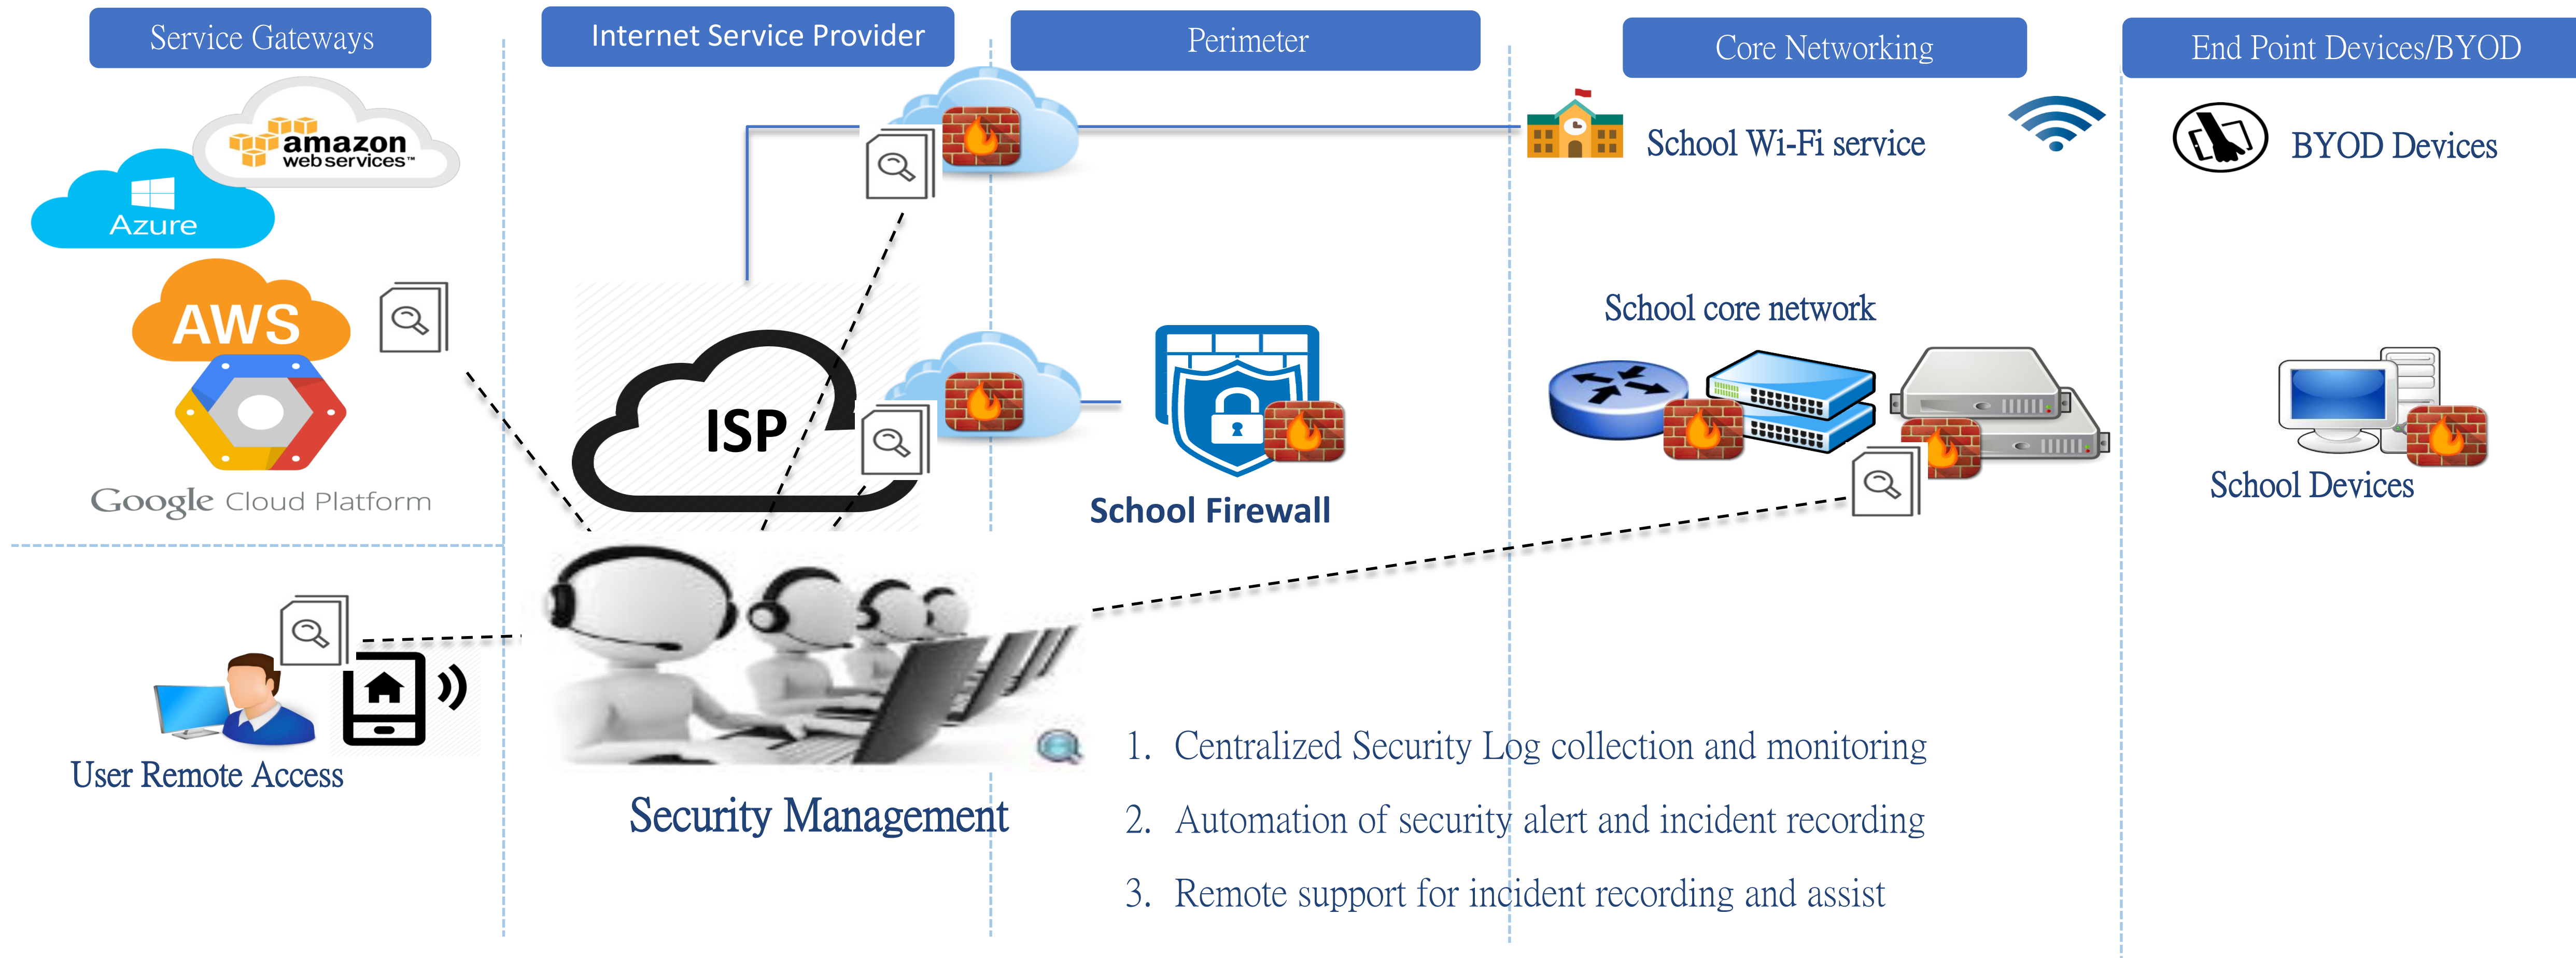 Service Gateways
Internet Service Provider
Perimeter
Core Networking
End Point Devices/BYOD
amazon
web services™
Azure
AWS
Google Cloud Platform
School Wi-Fi service
BYOD Devices
ISP
School Firewall
School core network
School Devices
User Remote Access
Security Management
1. Centralized Security Log collection and monitoring
2. Automation of security alert and incident recording
3. Remote support for incident recording and assist